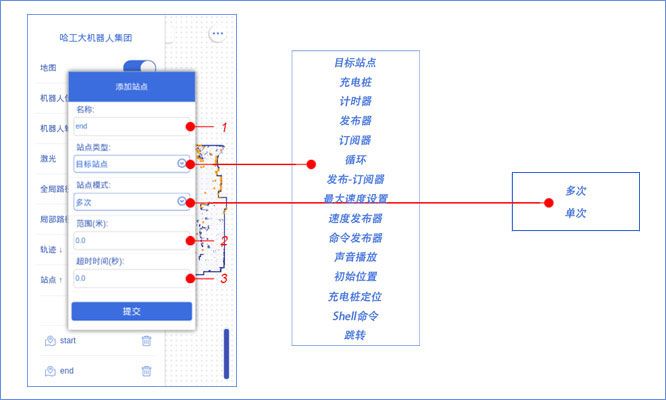 哈工大机器人集团
地图
添加站点
机器人
名称:
end
1
机器人
站点类型:
目标站点
激光
站点模式:
多次
全局路
范围(米):
0.0
2
局部路
超时时间(秒):
0.0
3
轨迹 ↓
站点 ↑
提交
start
end
目标站点
充电桩
计时器
发布器
订阅器
循环
发布-订阅器
最大速度设置
速度发布器
命令发布器
声音播放
初始位置
充电桩定位
Shell命令
跳转
多次
单次